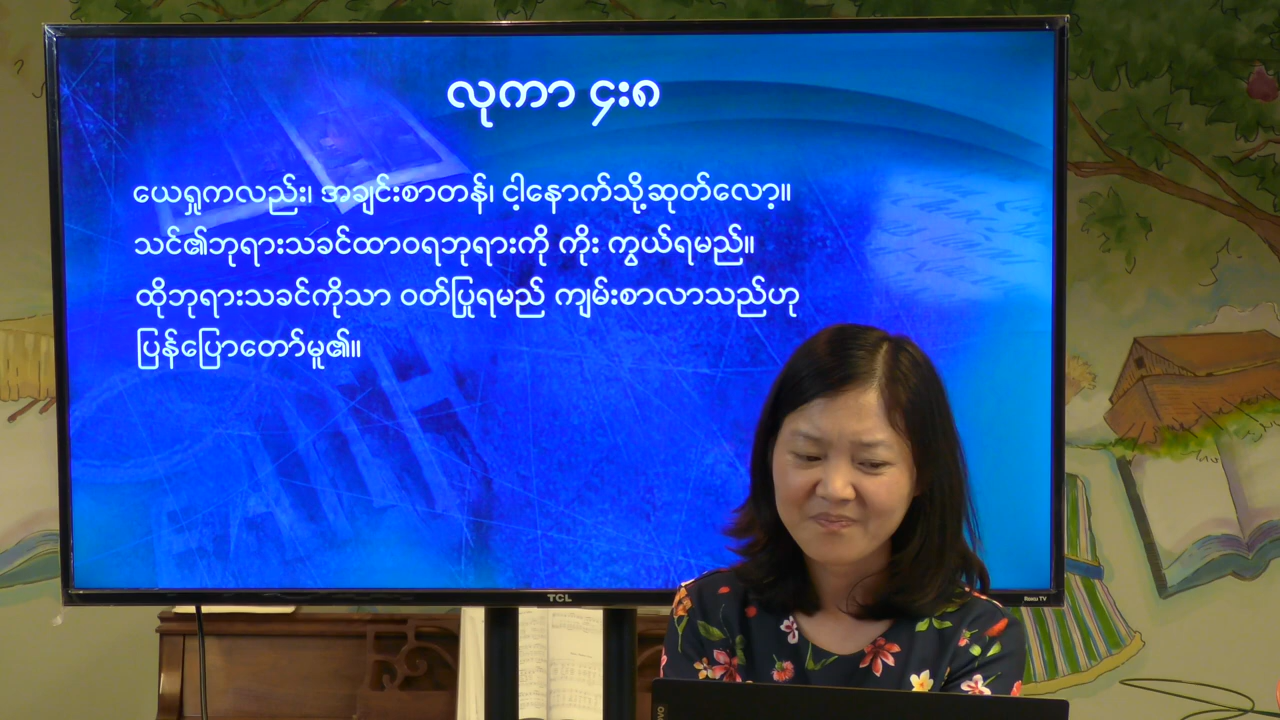 လုကာ ၄း၈
ယေရှုကလည်း၊ အချင်းစာတန်၊ ငါ့နောက်သို့ဆုတ်လော့။
သင်၏ဘုရားသခင်ထာဝရဘုရားကို ကိုး ကွယ်ရမည်။
ထိုဘုရားသခင်ကိုသာ ဝတ်ပြုရမည် ကျမ်းစာလာသည်ဟု
ပြန်ပြောတော်မူ၏။
TCL
Roku TV